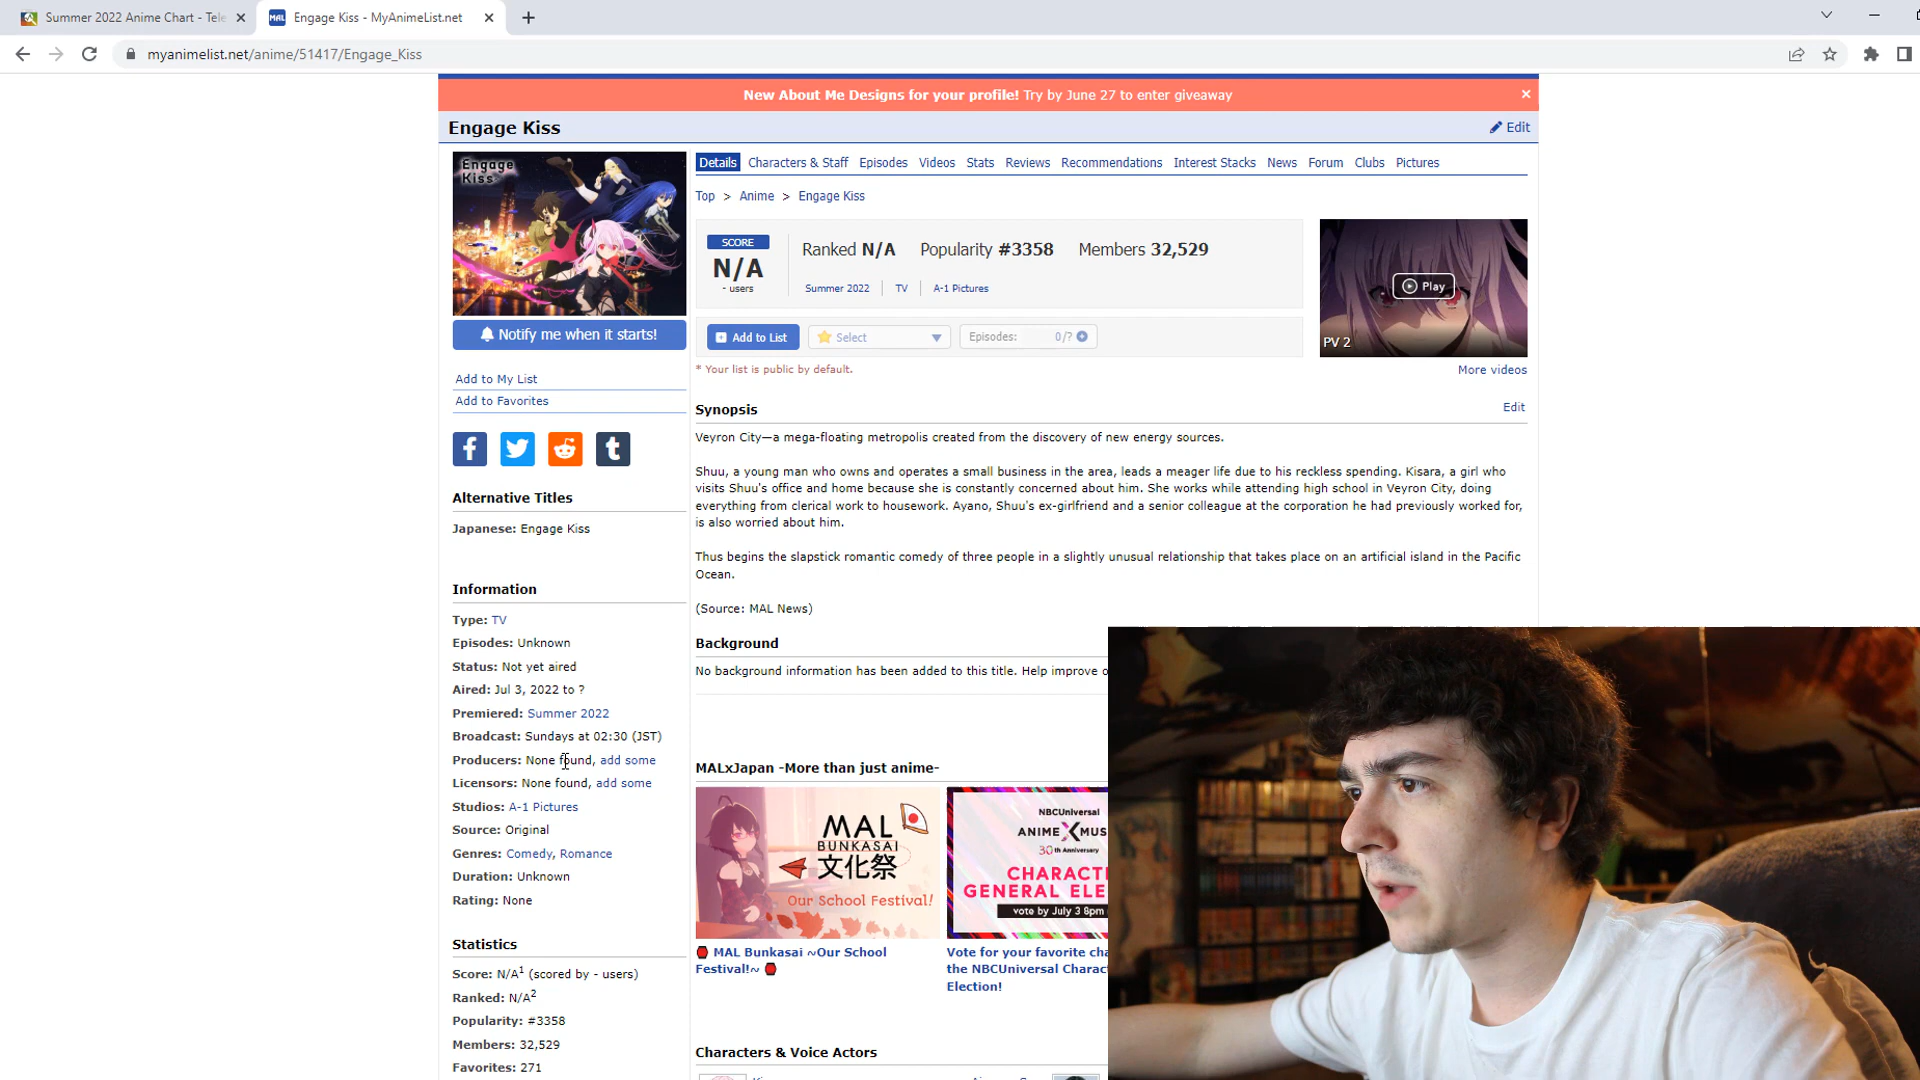 Summer 2022 Anime Chart - Tele
MAL
Engage Kiss - MyAnimeList.net
myanimelist.net/anime/51417/Engage_Kiss
New About Me Designs for your profile! Try by June 27 to enter giveaway
Engage Kiss
Edit
Engage
Kiss
Details Characters & Staff Episodes Videos Stats Reviews Recommendations Interest Stacks News Forum Clubs Pictures
Top > Anime > Engage Kiss
SCORE
N/A
- users
Ranked N/A Popularity #3358 Members 32,529
Summer 2022 TV A-1 Pictures
Play
PV 2
Notify me when it starts!
Add to List
Select
Episodes: 0/?
* Your list is public by default.
More videos
Add to My List
Add to Favorites
Synopsis
Edit
Veyron City—a mega-floating metropolis created from the discovery of new energy sources.
Shuu, a young man who owns and operates a small business in the area, leads a meager life due to his reckless spending. Kisara, a girl who
visits Shuu's office and home because she is constantly concerned about him. She works while attending high school in Veyron City, doing
everything from clerical work to housework. Ayano, Shuu's ex-girlfriend and a senior colleague at the corporation he had previously worked for,
is also worried about him.
Thus begins the slapstick romantic comedy of three people in a slightly unusual relationship that takes place on an artificial island in the Pacific
Ocean.
(Source: MAL News)
Alternative Titles
Japanese: Engage Kiss
Information
Type: TV
Episodes: Unknown
Status: Not yet aired
Aired: Jul 3, 2022 to ?
Premiered: Summer 2022
Broadcast: Sundays at 02:30 (JST)
Producers: None found, add some
Licensors: None found, add some
Studios: A-1 Pictures
Source: Original
Genres: Comedy, Romance
Duration: Unknown
Rating: None
Statistics
Score: N/A1 (scored by - users)
Ranked: N/A2
Popularity: #3358
Members: 32,529
Favorites: 271
Background
No background information has been added to this title. Help improve o
MALxJapan -More than just anime-
MAL
BUNKASAI
文化祭
Our School Festival!
NBCUniversal
ANIME X MUS
30th Anniversary
CHARACTE
GENERAL ELE
vote by July 3 8pm
MAL Bunkasai ~Our School
Festival!~
Vote for your favorite cha
the NBCUniversal Charac
Election!
Characters & Voice Actors